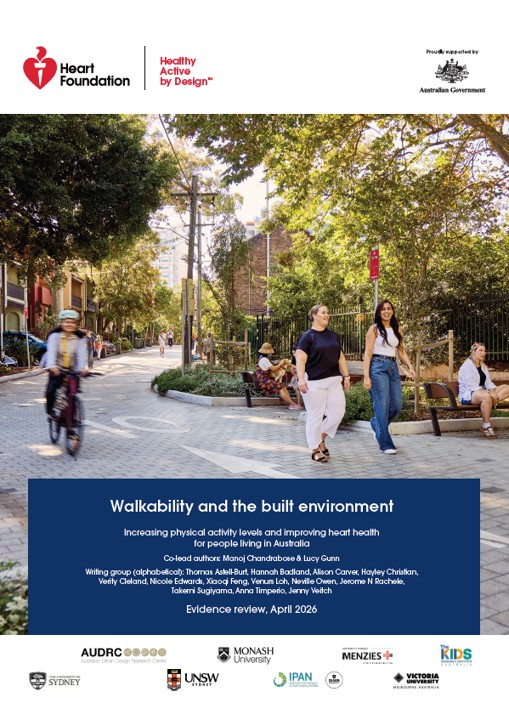 Heart
Foundation
Healthy
Active
by Design™
Proudly supported by
Australian Government
Walkability and the built environment
Increasing physical activity levels and improving heart health
for people living in Australia
Co-lead authors: Manoj Chandrabose & Lucy Gunn
Writing group (alphabetical): Thomas Astell-Burt, Hannah Badland, Alison Carver, Hayley Christian,
Verity Cleland, Nicole Edwards, Xiaoqi Feng, Venurs Loh, Neville Owen, Jerome N Rachele,
Takemi Sugiyama, Anna Timperio, Jenny Veitch
Evidence review, April 2026
AUDRC
Australian Urban Design Research Centre
MONASH
University
MENZIES
The
KIDS
AUSTRALIA
THE UNIVERSITY OF
SYDNEY
UNSW
SYDNEY
IPAN
VICTORIA
UNIVERSITY
MELBOURNE AUSTRALIA